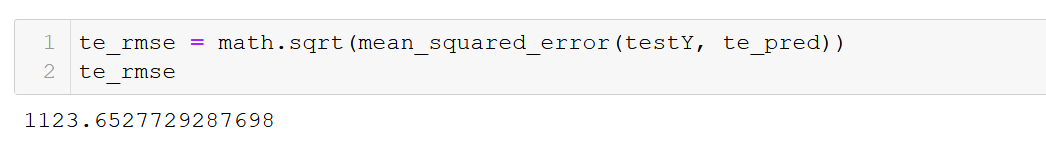 1 te_rmse = math.sqrt(mean_squared_error(testY, te_pred))
2 te_rmse
1123.6527729287698